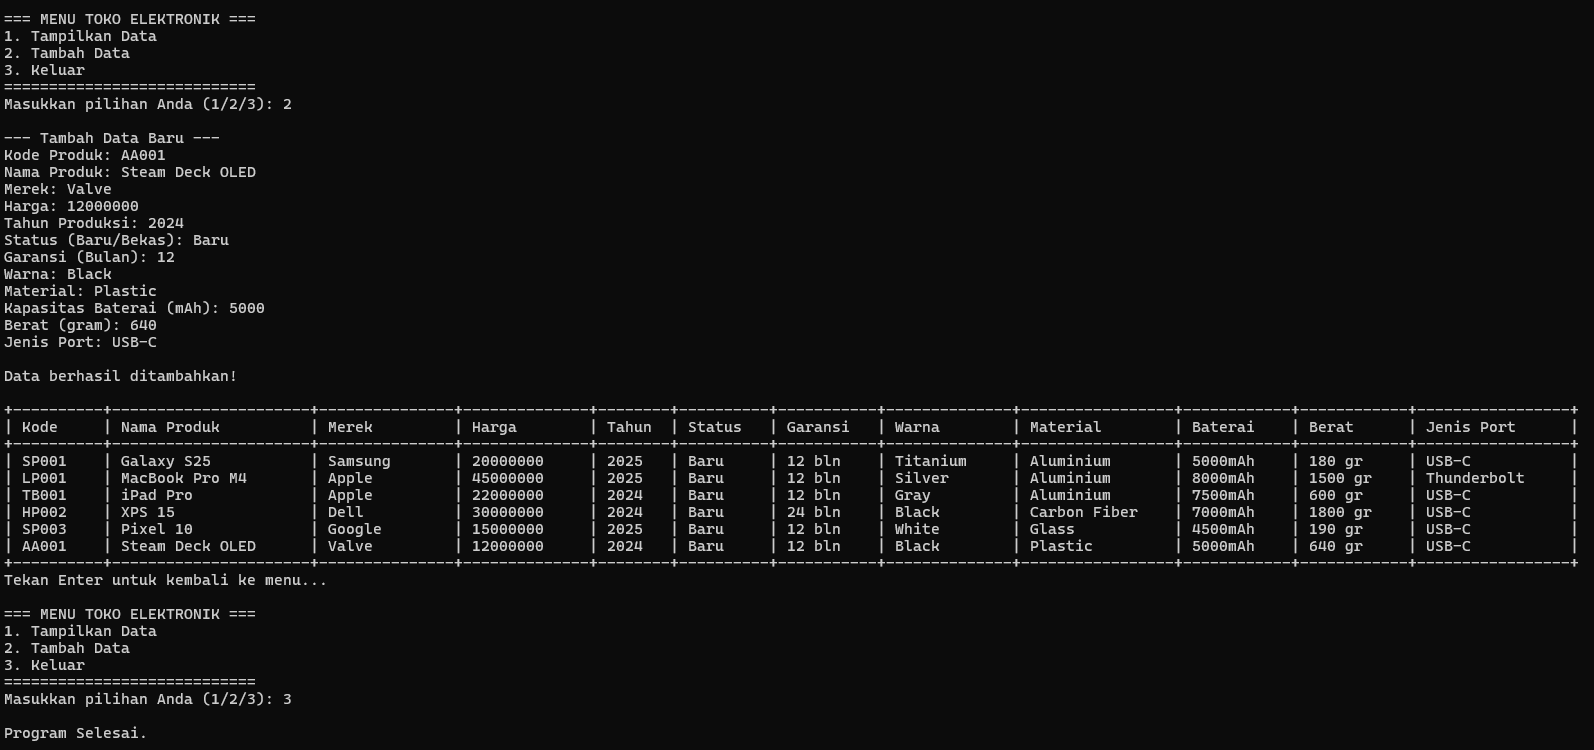 === MENU TOKO ELEKTRONIK ===
1. Tampilkan Data
2. Tambah Data
3. Keluar
============================
Masukkan pilihan Anda (1/2/3): 2

--- Tambah Data Baru ---
Kode Produk: AA001
Nama Produk: Steam Deck OLED
Merek: Valve
Harga: 12000000
Tahun Produksi: 2024
Status (Baru/Bekas): Baru
Garansi (Bulan): 12
Warna: Black
Material: Plastic
Kapasitas Baterai (mAh): 5000
Berat (gram): 640
Jenis Port: USB-C

Data berhasil ditambahkan!

+----------+----------------------+---------------+--------------+--------+----------+-----------+--------------+-----------------+------------+------------+-----------------+
| Kode     | Nama Produk          | Merek         | Harga        | Tahun  | Status   | Garansi   | Warna        | Material        | Baterai    | Berat      | Jenis Port      |
+----------+----------------------+---------------+--------------+--------+----------+-----------+--------------+-----------------+------------+------------+-----------------+
| SP001    | Galaxy S25           | Samsung       | 20000000     | 2025   | Baru     | 12 bln    | Titanium     | Aluminium       | 5000mAh    | 180 gr     | USB-C           |
| LP001    | MacBook Pro M4       | Apple         | 45000000     | 2025   | Baru     | 12 bln    | Silver       | Aluminium       | 8000mAh    | 1500 gr    | Thunderbolt     |
| TB001    | iPad Pro             | Apple         | 22000000     | 2024   | Baru     | 12 bln    | Gray         | Aluminium       | 7500mAh    | 600 gr     | USB-C           |
| HP002    | XPS 15               | Dell          | 30000000     | 2024   | Baru     | 24 bln    | Black        | Carbon Fiber    | 7000mAh    | 1800 gr    | USB-C           |
| SP003    | Pixel 10             | Google        | 15000000     | 2025   | Baru     | 12 bln    | White        | Glass           | 4500mAh    | 190 gr     | USB-C           |
| AA001    | Steam Deck OLED      | Valve         | 12000000     | 2024   | Baru     | 12 bln    | Black        | Plastic         | 5000mAh    | 640 gr     | USB-C           |
+----------+----------------------+---------------+--------------+--------+----------+-----------+--------------+-----------------+------------+------------+-----------------+
Tekan Enter untuk kembali ke menu...

=== MENU TOKO ELEKTRONIK ===
1. Tampilkan Data
2. Tambah Data
3. Keluar
============================
Masukkan pilihan Anda (1/2/3): 3

Program Selesai.